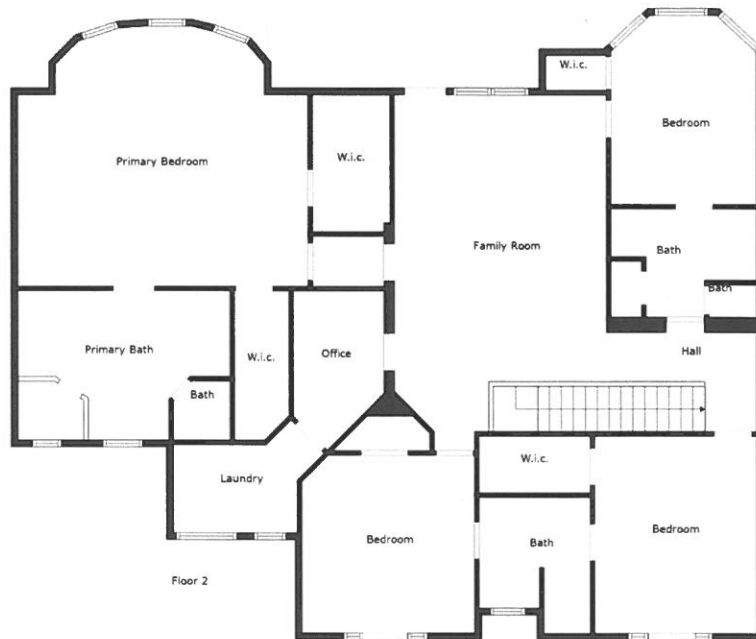 W.i.c.
Bedroom
Primary Bedroom
W.i.c.
Family Room
Bath
Bath
Hall
Primary Bath
W.i.c.
Office
Bath
W.i.c.
Laundry
Bedroom
Bath
Bedroom
Floor 2